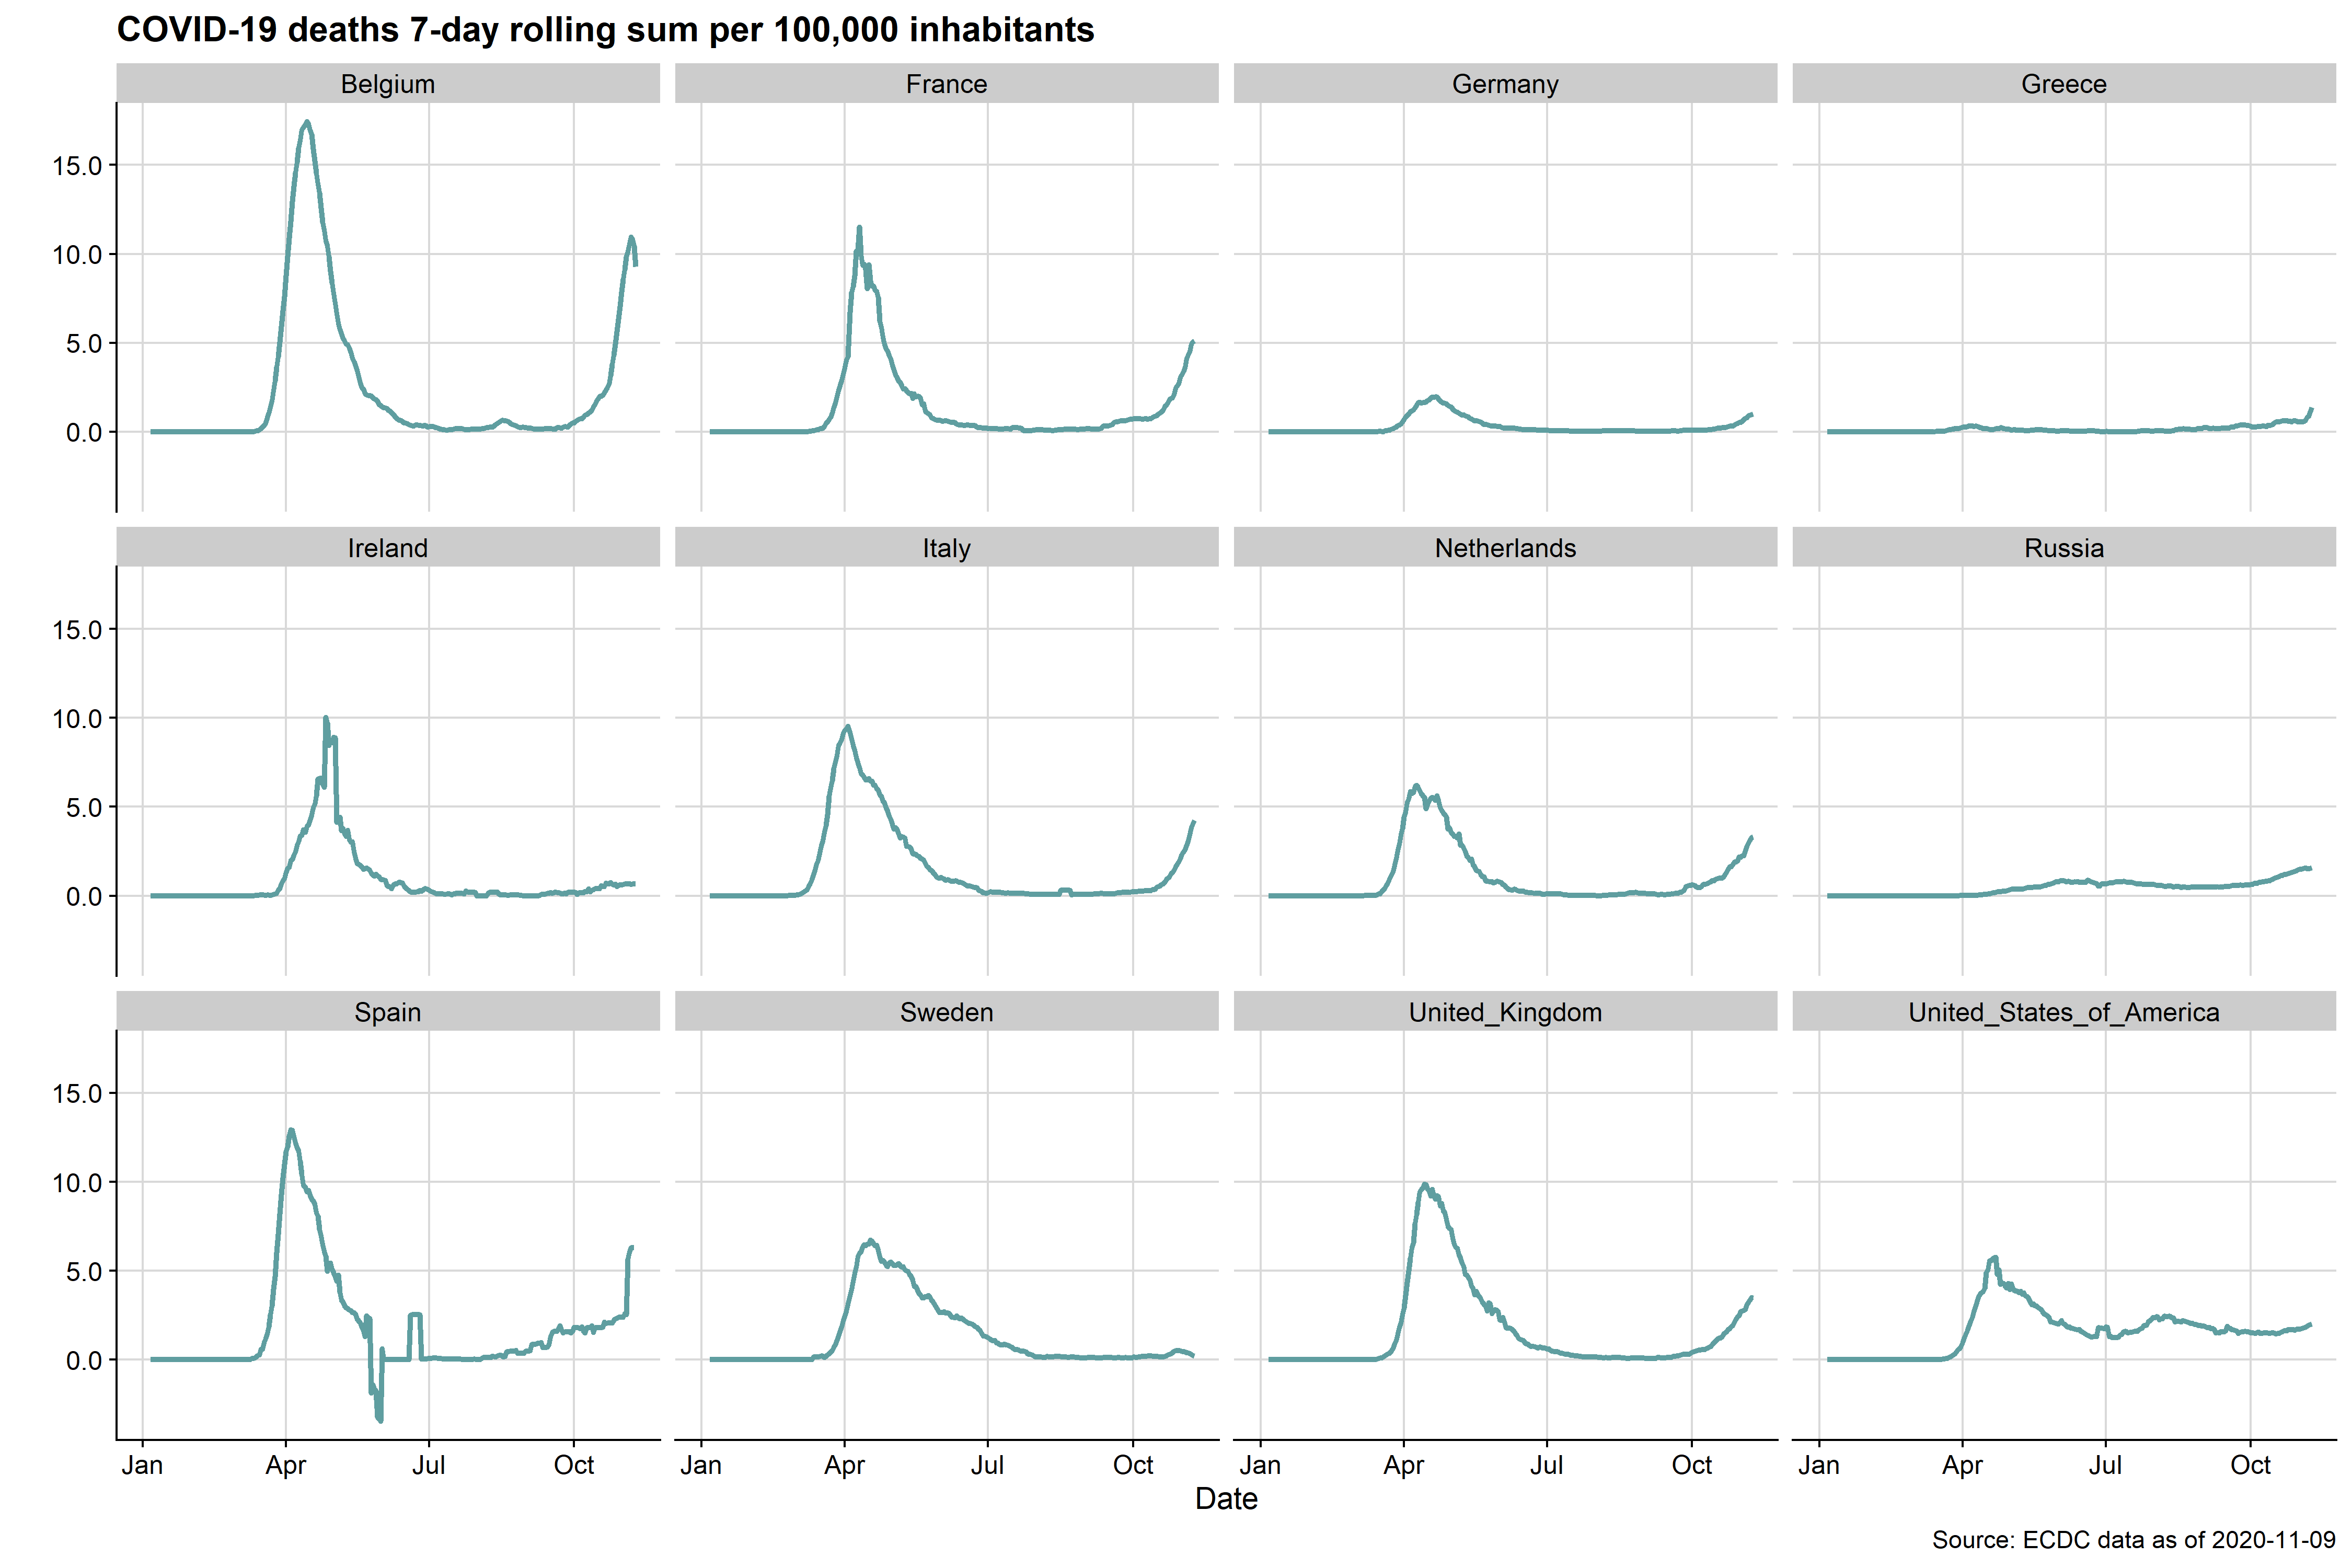 COVID-19 deaths 7-day rolling sum per 100,000 inhabitants
Belgium France Germany Greece
15.0
10.0
5.0
0.0
Ireland Italy Netherlands Russia
15.0
10.0
5.0
0.0
Spain Sweden United_Kingdom United_States_of_America
15.0
10.0
5.0
0.0
Jan Apr Jul Oct Jan Apr Jul Oct Jan Apr Jul Oct Jan Apr Jul Oct
Date
Source: ECDC data as of 2020-11-09